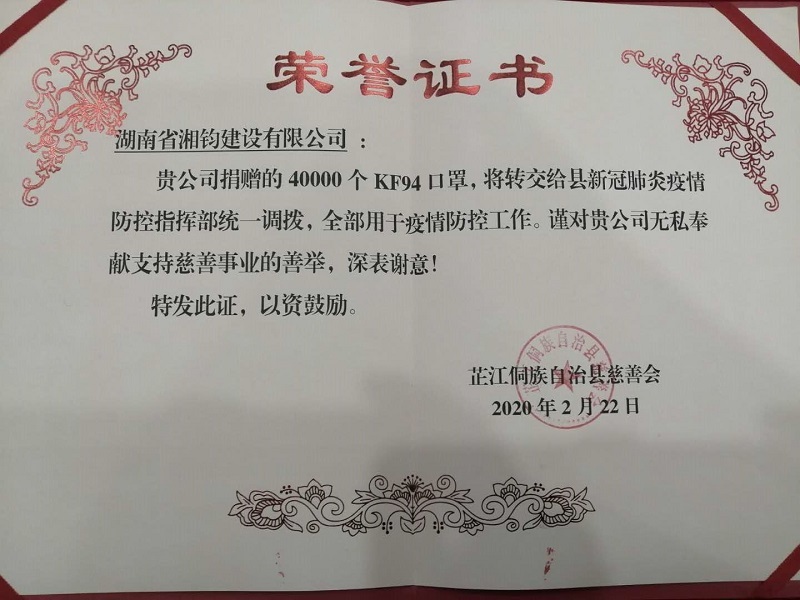 荣誉证书
湖南省湘钧建设有限公司：
贵公司捐赠的 40000 个 KF94 口罩，将转交给县新冠肺炎疫情
防控指挥部统一调拨，全部用于疫情防控工作。谨对贵公司无私奉
献支持慈善事业的善举，深表谢意！
特发此证，以资鼓励。
芷江侗族自治县慈善会
2020 年 2 月 22 日